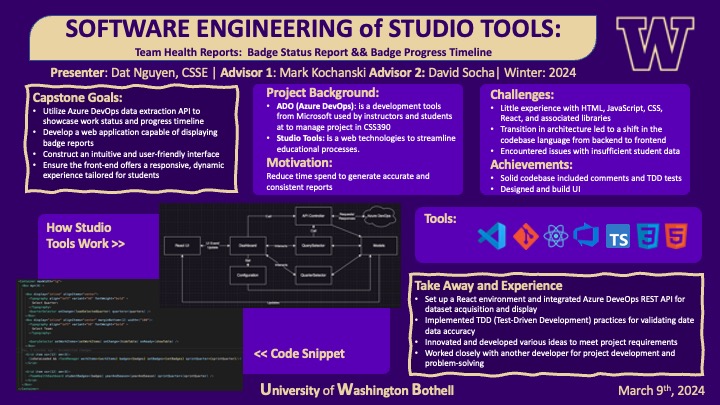 SOFTWARE ENGINEERING of STUDIO TOOLS:
Team Health Reports: Badge Status Report && Badge Progress Timeline
W
Presenter: Dat Nguyen, CSSE | Advisor 1: Mark Kochanski Advisor 2: David Socha| Winter: 2024
Capstone Goals:
• Utilize Azure DevOps data extraction API to
showcase work status and progress timeline
• Develop a web application capable of displaying
badge reports
• Construct an intuitive and user-friendly interface
• Ensure the front-end offers a responsive, dynamic
experience tailored for students
Project Background:
• ADO (Azure DevOps): is a development tools
from Microsoft used by instructors and students
at to manage project in CSS390
• Studio Tools: is a web technologies to streamline
educational processes.
Motivation:
Reduce time spend to generate accurate and
consistent reports
Challenges:
• Little experience with HTML, JavaScript, CSS,
React, and associated libraries
• Transition in architecture led to a shift in the
codebase language from backend to frontend
• Encountered issues with insufficient student data
Achievements:
• Solid codebase included comments and TDD tests
• Designed and build UI
How Studio
Tools Work >>
React UI
UI Event
Update
Dashboard
Configuration
API Controller
QuerySelector
QuarterSelector
Models
Azure DevOps
Call
Call
Set
Updates
<< Code Snippet
Tools:
TS
3
5
Take Away and Experience
• Set up a React environment and integrated Azure DeveOps REST API for
dataset acquisition and display
• Implemented TDD (Test-Driven Development) practices for validating date
data accuracy
• Innovated and developed various ideas to meet project requirements
• Worked closely with another developer for project development and
problem-solving
University of Washington Bothell
March 9th, 2024